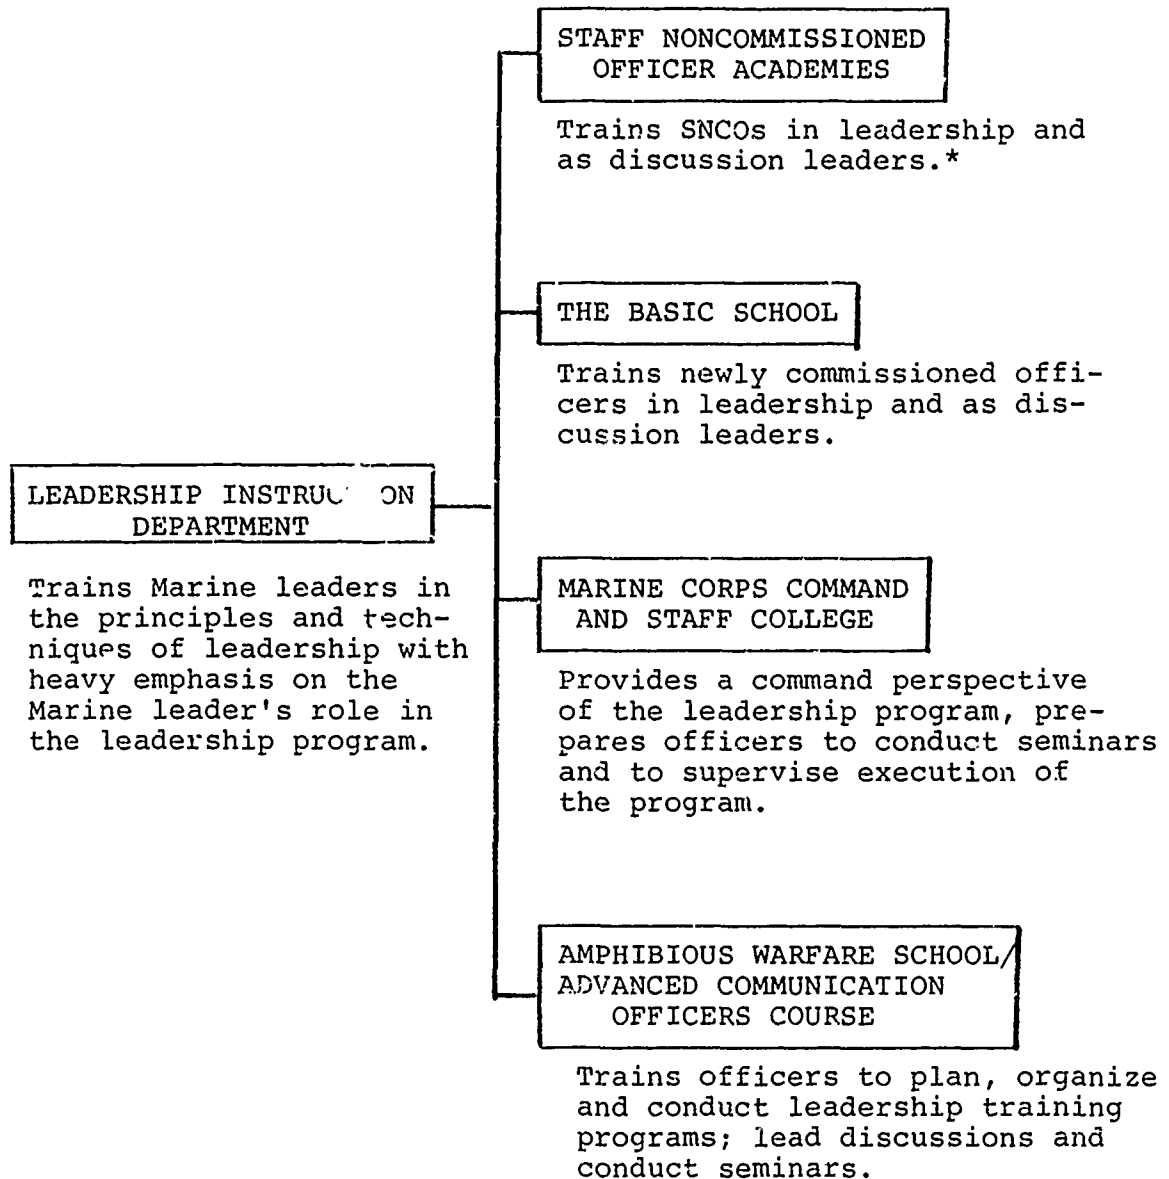 STAFF NONCOMMISSIONED
OFFICER ACADEMIES
Trains SNCOs in leadership and
as discussion leaders.*
THE BASIC SCHOOL
Trains newly commissioned offi-
cers in leadership and as dis-
cussion leaders.
LEADERSHIP INSTRUCTION
DEPARTMENT
Trains Marine leaders in
the principles and tech-
niques of leadership with
heavy emphasis on the
Marine leader's role in
the leadership program.
MARINE CORPS COMMAND
AND STAFF COLLEGE
Provides a command perspective
of the leadership program, pre-
pares officers to conduct seminars
and to supervise execution of
the program.
AMPHIBIOUS WARFARE SCHOOL/
ADVANCED COMMUNICATION
OFFICERS COURSE
Trains officers to plan, organize
and conduct leadership training
programs; lead discussions and
conduct seminars.